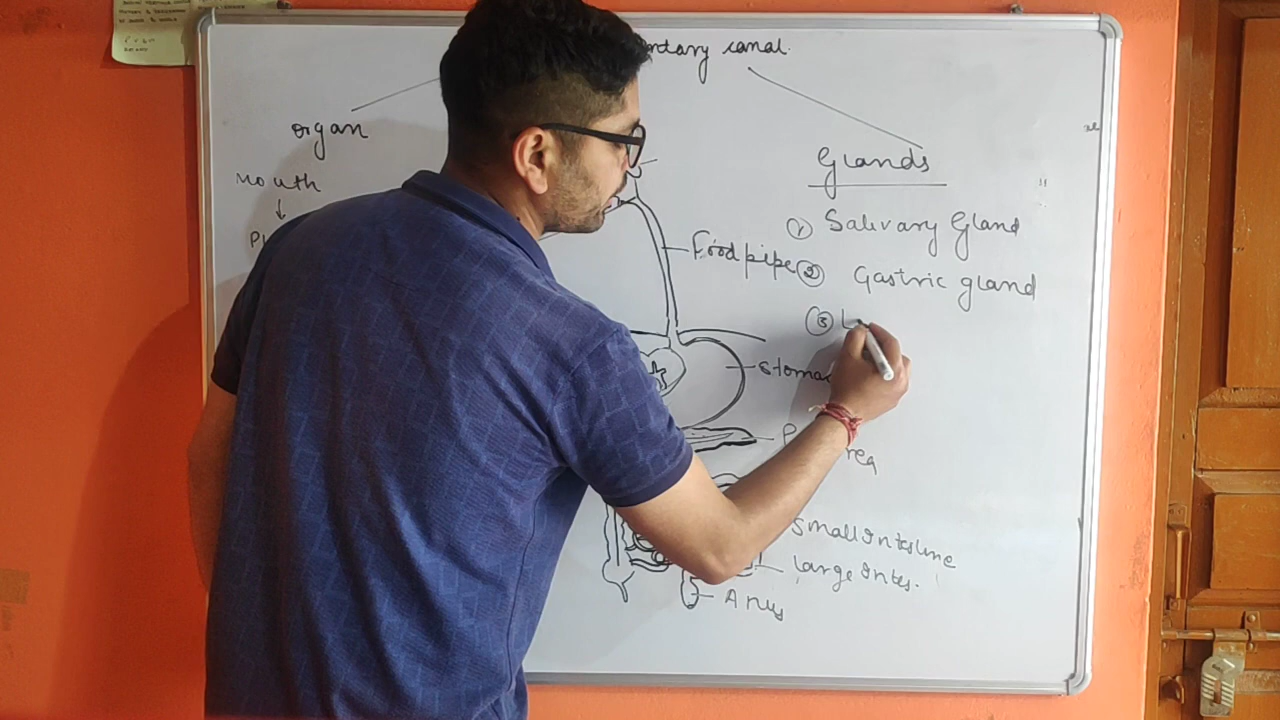 ntary canal.
organ
Glands
Mouth
① Salivary Gland
Food pipe
② Gastric gland
③ L
stoma
rea
small intestine
large intes.
Anus